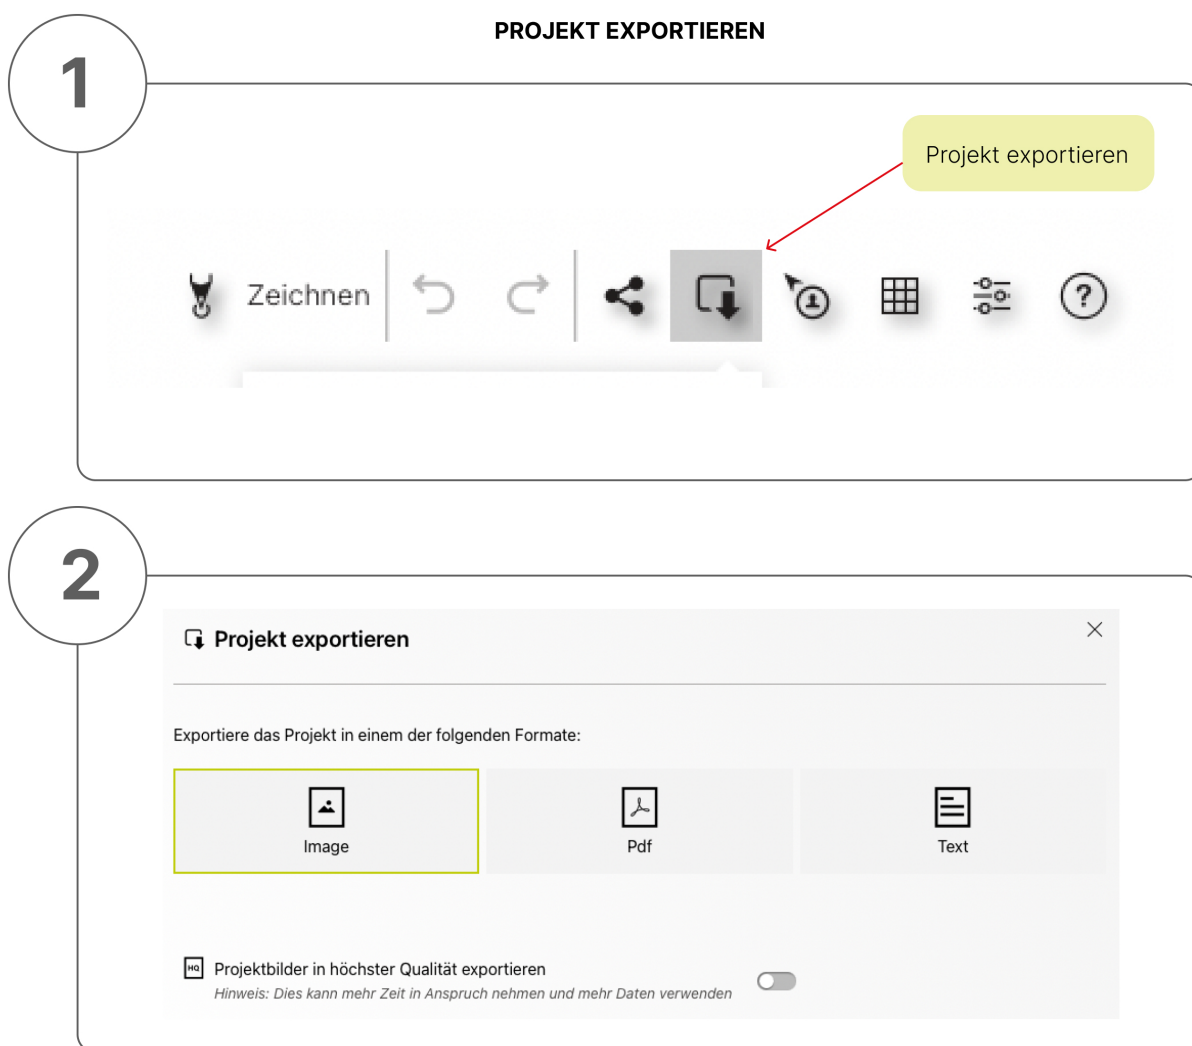 PROJEKT EXPORTIEREN
1
Projekt exportieren
Zeichnen
?
2
Projekt exportieren
Exportiere das Projekt in einem der folgenden Formate:
Image
Pdf
Text
HQ
Projektbilder in höchster Qualität exportieren
Hinweis: Dies kann mehr Zeit in Anspruch nehmen und mehr Daten verwenden